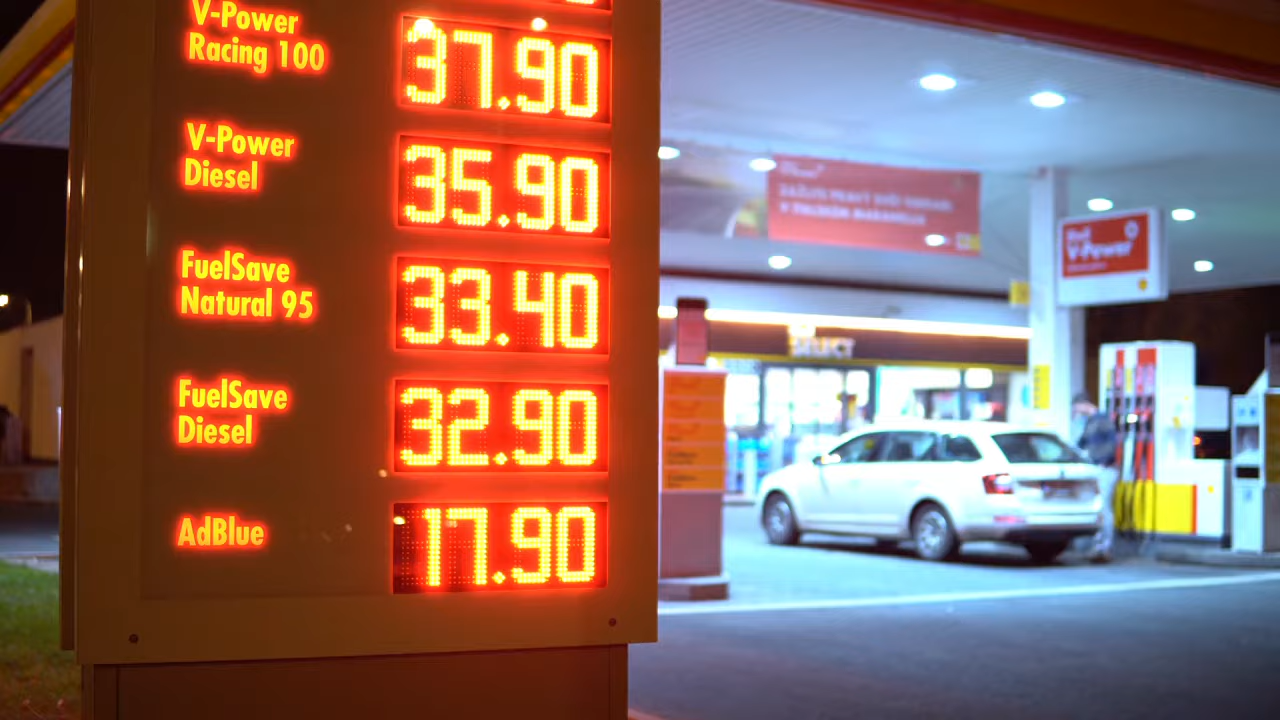 V-Power
Racing 100
37.90
V-Power
Diesel
35.90
FuelSave
Natural 95
33.40
FuelSave
Diesel
32.90
AdBlue
17.90
SELECT
V-Power